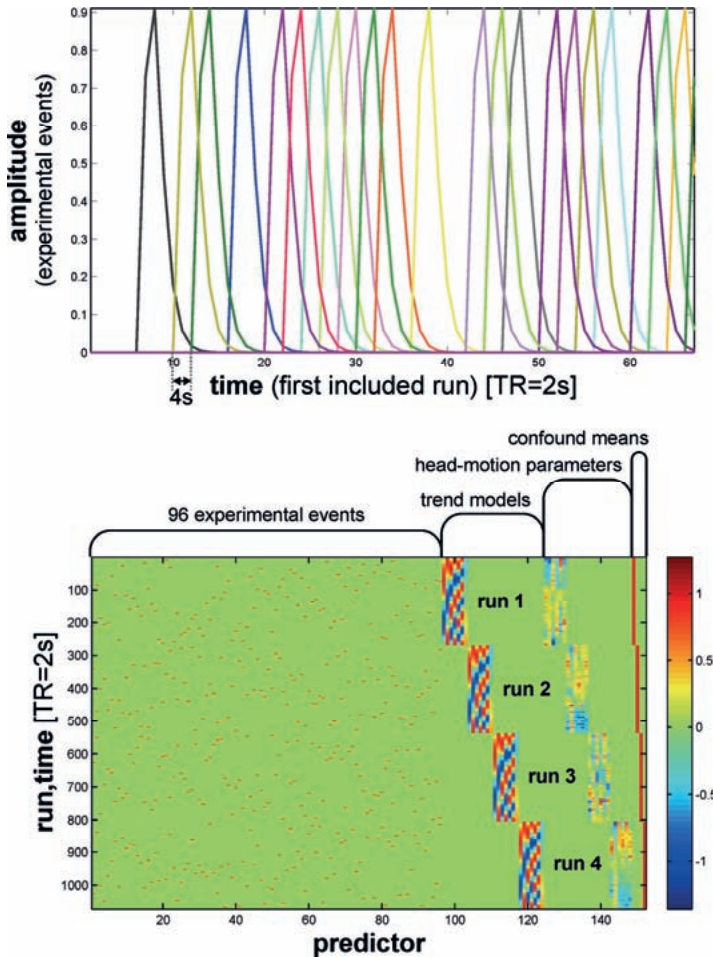 0.9
0.8
0.7
0.6
0.5
0.4
0.3
0.2
0.1
0
amplitude
(experimental events)
10 20 30 40 50 60
4s
time (first included run) [TR=2s]
confound means
head-motion parameters
trend models
96 experimental events
run 1
run 2
run 3
run 4
100
200
300
400
500
600
700
800
900
1000
run,time [TR=2s]
20 40 60 80 100 120 140
predictor
1
0.5
0
-0.5
-1